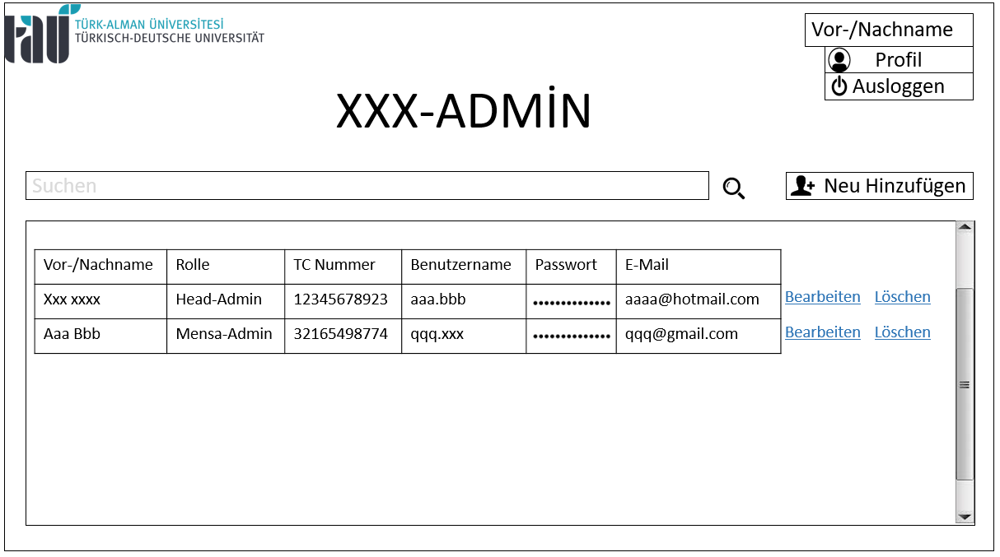 tau
TÜRK-ALMAN ÜNİVERSİTESİ
TÜRKISCH-DEUTSCHE UNIVERSITÄT
Vor-/Nachname
Profil
Ausloggen
XXX-ADMİN
Suchen
Neu Hinzufügen
Vor-/Nachname Rolle TC Nummer Benutzername Passwort E-Mail
Xxx xxxx Head-Admin 12345678923 aaa.bbb •••••••••••••• aaaa@hotmail.com Bearbeiten Löschen
Aaa Bbb Mensa-Admin 32165498774 qqq.xxx •••••••••••••• qqq@gmail.com Bearbeiten Löschen